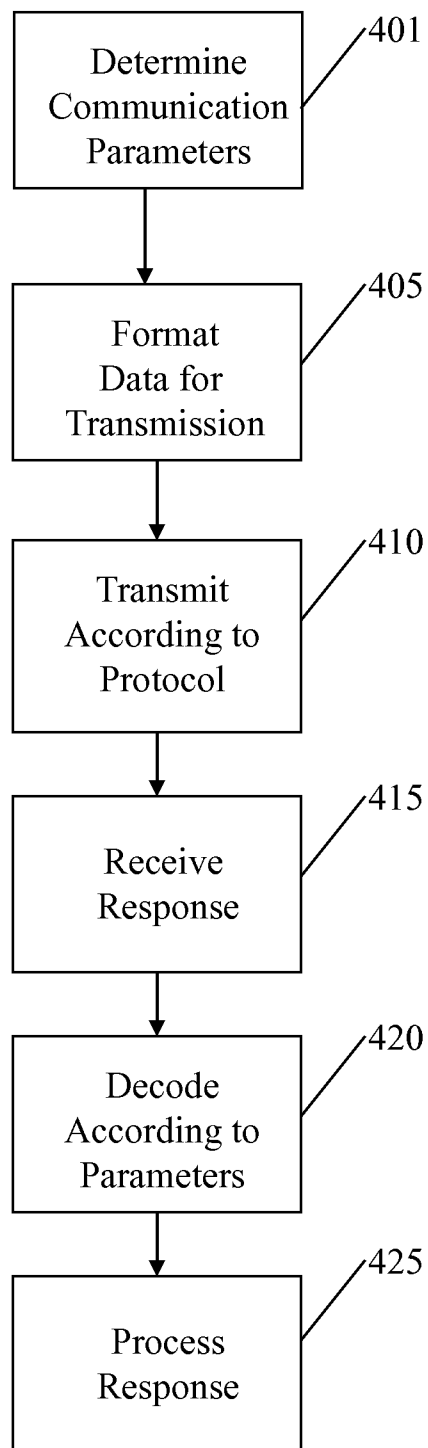 401
Determine
Communication
Parameters
405
Format
Data for
Transmission
410
Transmit
According to
Protocol
415
Receive
Response
420
Decode
According to
Parameters
425
Process
Response